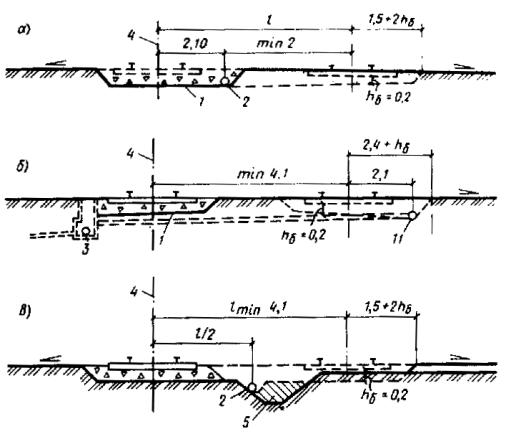 а)
4
l
1,5+2hб
2,10
min 2
1
2
hб=0,2
б)
4
2,4+hб
min 4,1
2,1
3
1
hб=0,2
11
в)
4
lmin 4,1
1,5+2hб
l/2
2
5
hб=0,2